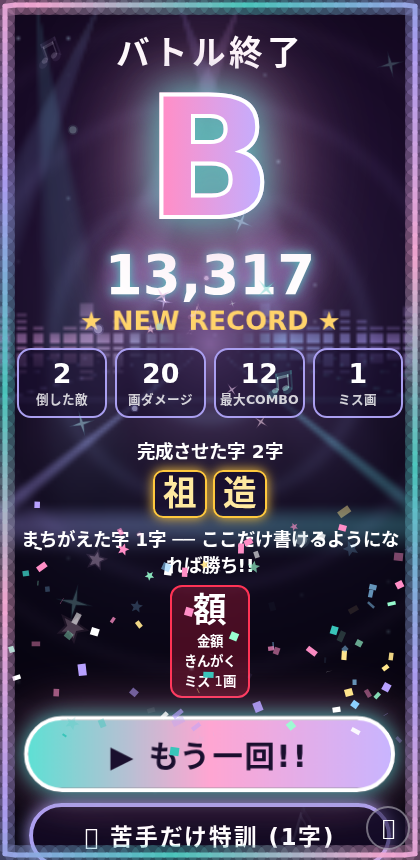 バトル終了
B
13,317
★ NEW RECORD ★
2
倒した敵
20
画ダメージ
12
最大COMBO
1
ミス画
完成させた字 2字
祖 造
まちがえた字 1字 ── ここだけ書けるようにな
れば勝ち!!
額
金額
きんがく
ミス 1画
▶ もう一回!!
苦手だけ特訓 (1字)